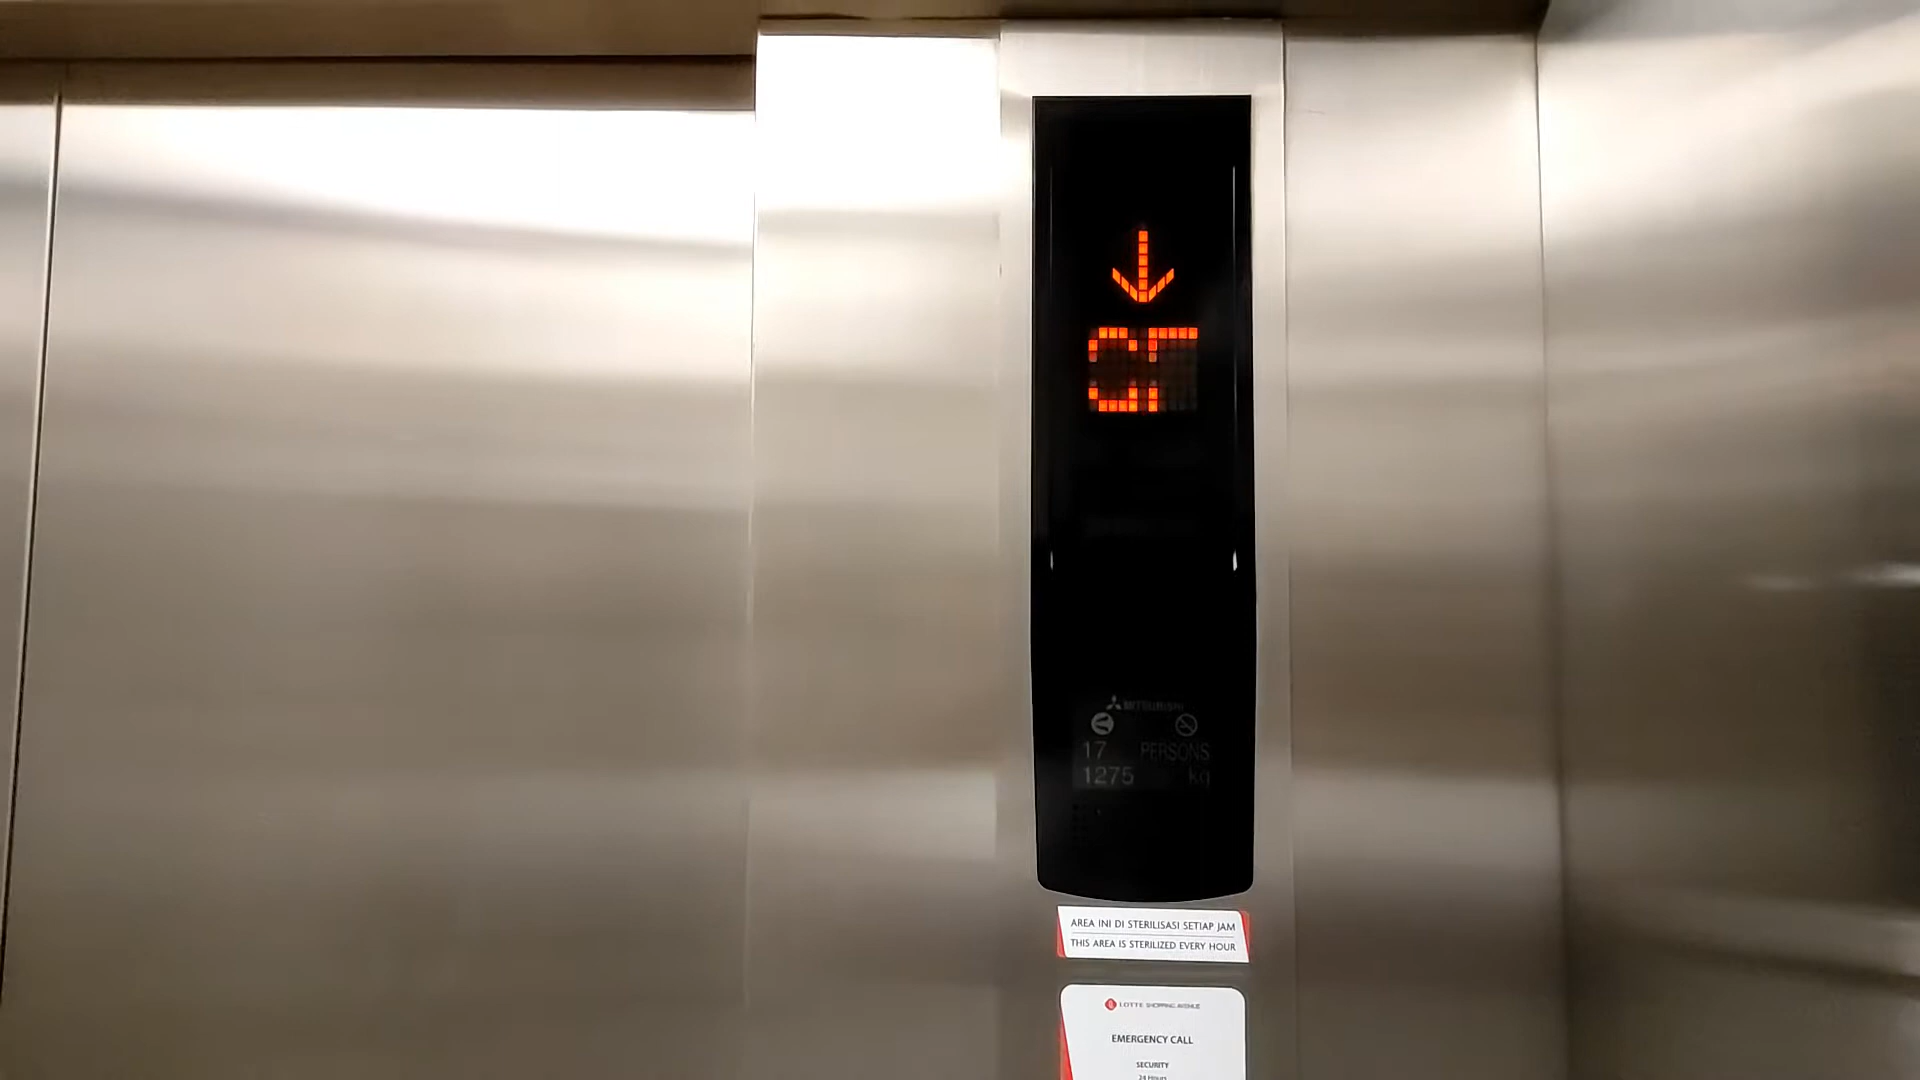 MITSUBISHI
17 PERSONS
1275 kg
AREA INI DI STERILISASI SETIAP JAM
THIS AREA IS STERILIZED EVERY HOUR
LOTTE SHOPPING AVENUE
EMERGENCY CALL
SECURITY
24 Hours